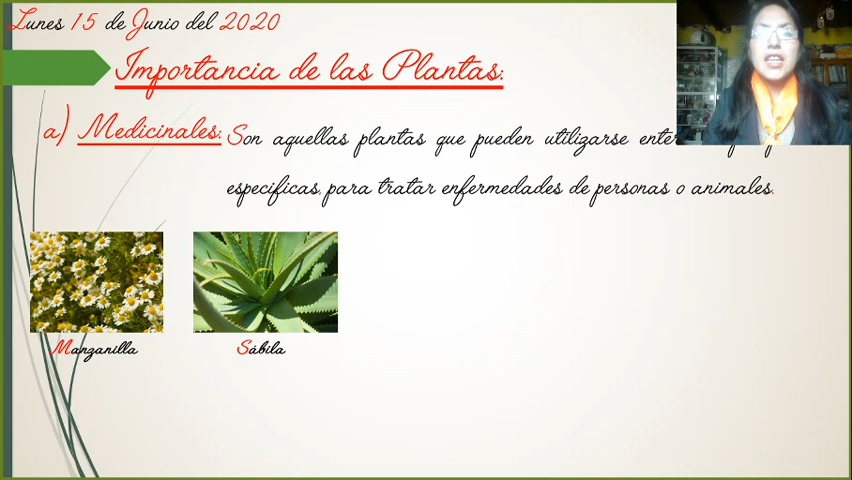 Lunes 15 de Junio del 2020
Importancia de las Plantas:
a) Medicinales: Son aquellas plantas que pueden utilizarse
especificas, para tratar enfermedades de personas o animales.
Manzanilla Sábila